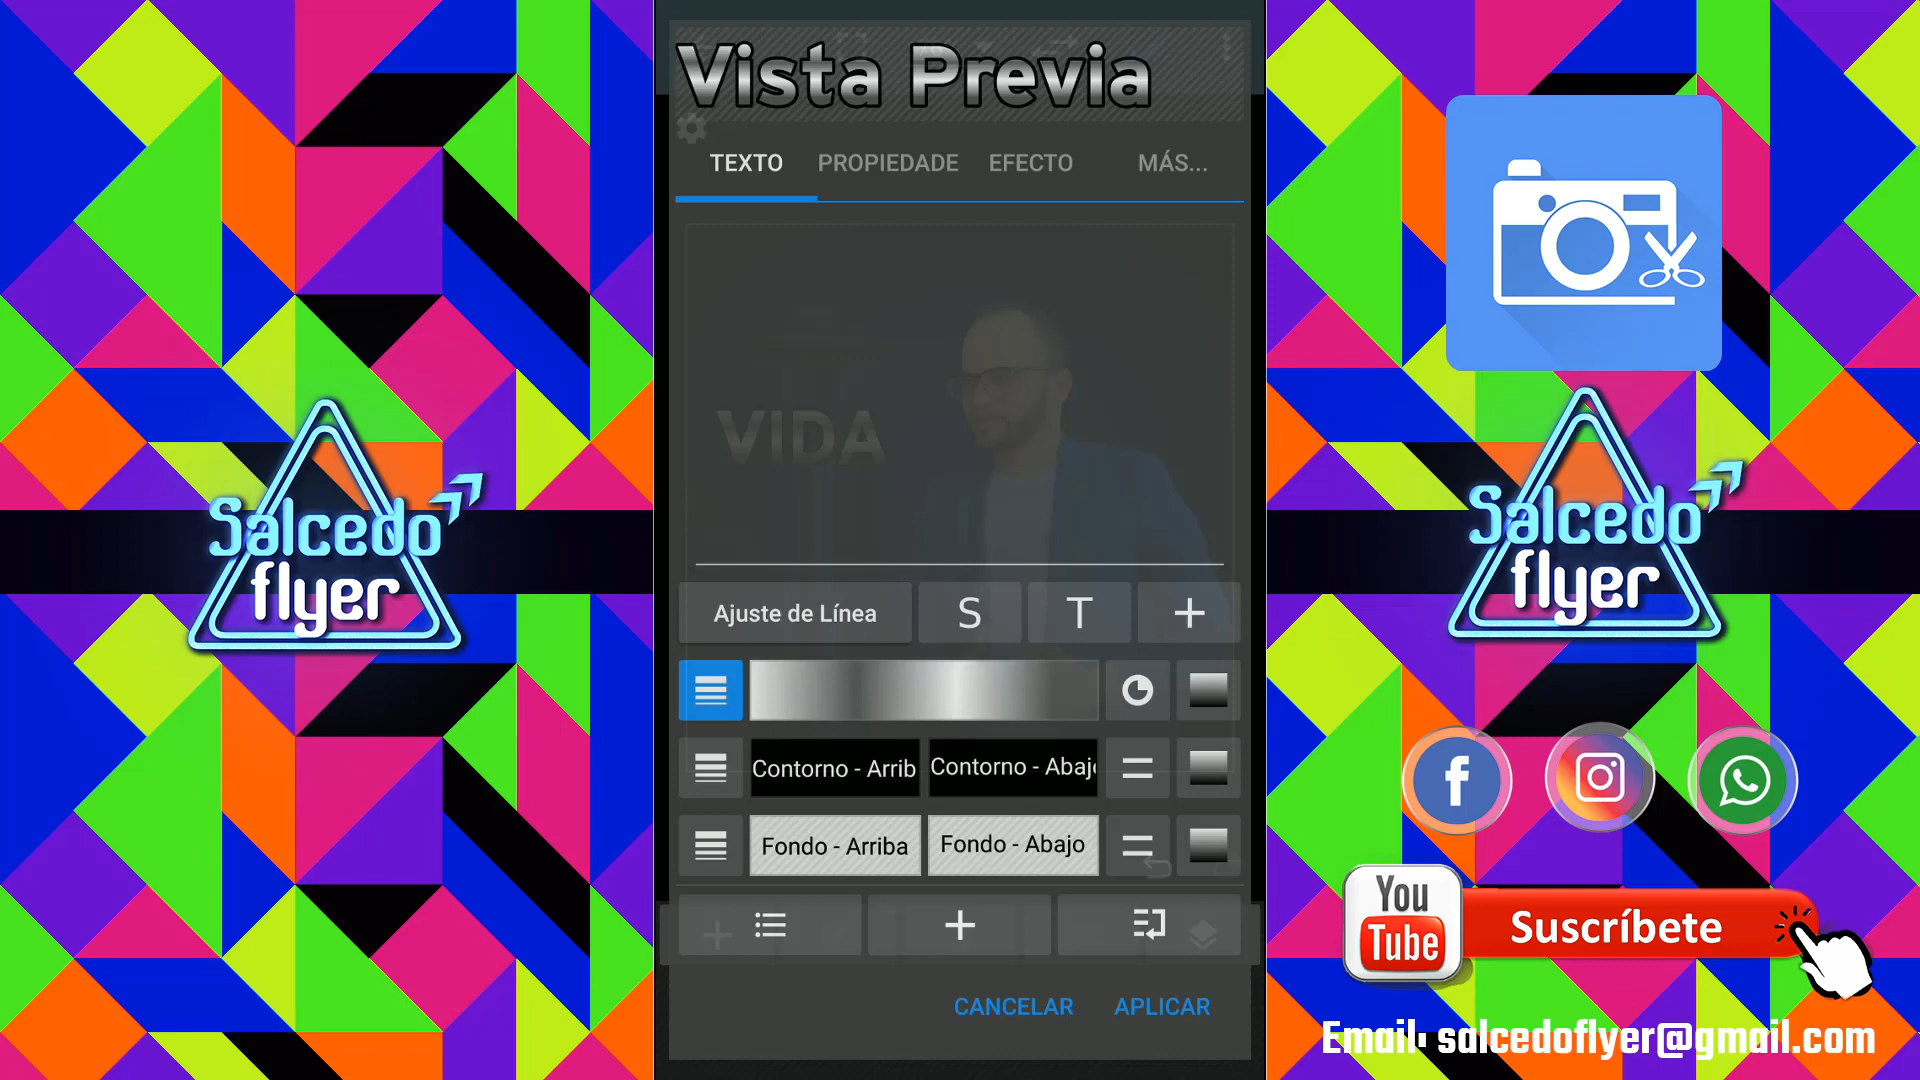 Vista Previa
TEXTO PROPIEDADE EFECTO MÁS...
VIDA
Ajuste de Línea S T +
Contorno - Arrib Contorno - Abaj
Fondo - Arriba Fondo - Abajo
CANCELAR APLICAR
Salcedo
flyer
Salcedo
flyer
You
Tube
Suscríbete
Email: salcedoflyer@gmail.com